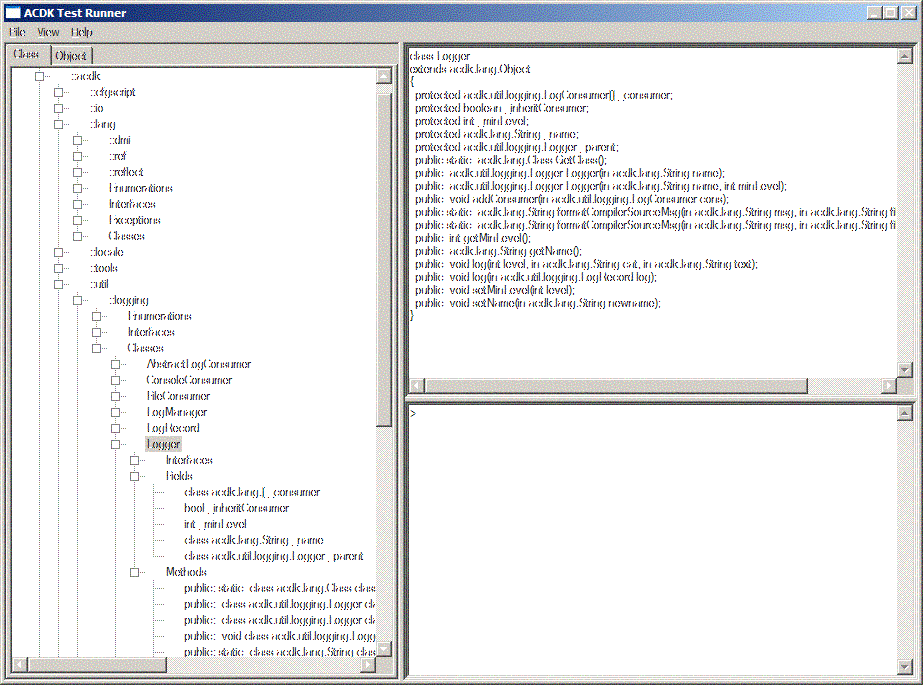 ACDK Test Runner
File View Help
Class Object
::acdk
::cfgscript
::io
::lang
::dmi
::ref
::reflect
Enumerations
Interfaces
Exceptions
Classes
::locale
::tools
::util
::logging
Enumerations
Interfaces
Classes
AbstractLogConsumer
ConsoleConsumer
FileConsumer
LogManager
LogRecord
Logger
Interfaces
Fields
class acdk.lang.[ _consumer
bool _inheritConsumer
int _minLevel
class acdk.lang.String _name
class acdk.util.logging.Logger _parent
Methods
public: static class acdk.lang.Class clas
public: class acdk.util.logging.Logger cla
public: class acdk.util.logging.Logger cla
public: void class acdk.util.logging.Logg
public: static class acdk.lang.String clas
class Logger
extends acdk.lang.Object
{
protected acdk.util.logging.LogConsumer[] _consumer;
protected boolean _inheritConsumer;
protected int _minLevel;
protected acdk.lang.String _name;
protected acdk.util.logging.Logger _parent;
public: static acdk.lang.Class GetClass();
public: acdk.util.logging.Logger Logger(in acdk.lang.String name);
public: acdk.util.logging.Logger Logger(in acdk.lang.String name, int minLevel);
public: void addConsumer(in acdk.util.logging.LogConsumer cons);
public: static acdk.lang.String formatCompilerSourceMsg(in acdk.lang.String msg, in acdk.lang.String fi
public: static acdk.lang.String formatCompilerSourceMsg(in acdk.lang.String msg, in acdk.lang.String fi
public: int getMinLevel();
public: acdk.lang.String getName();
public: void log(int level, in acdk.lang.String cat, in acdk.lang.String text);
public: void log(in acdk.util.logging.LogRecord log);
public: void setMinLevel(int level);
public: void setName(in acdk.lang.String newname);
}
>